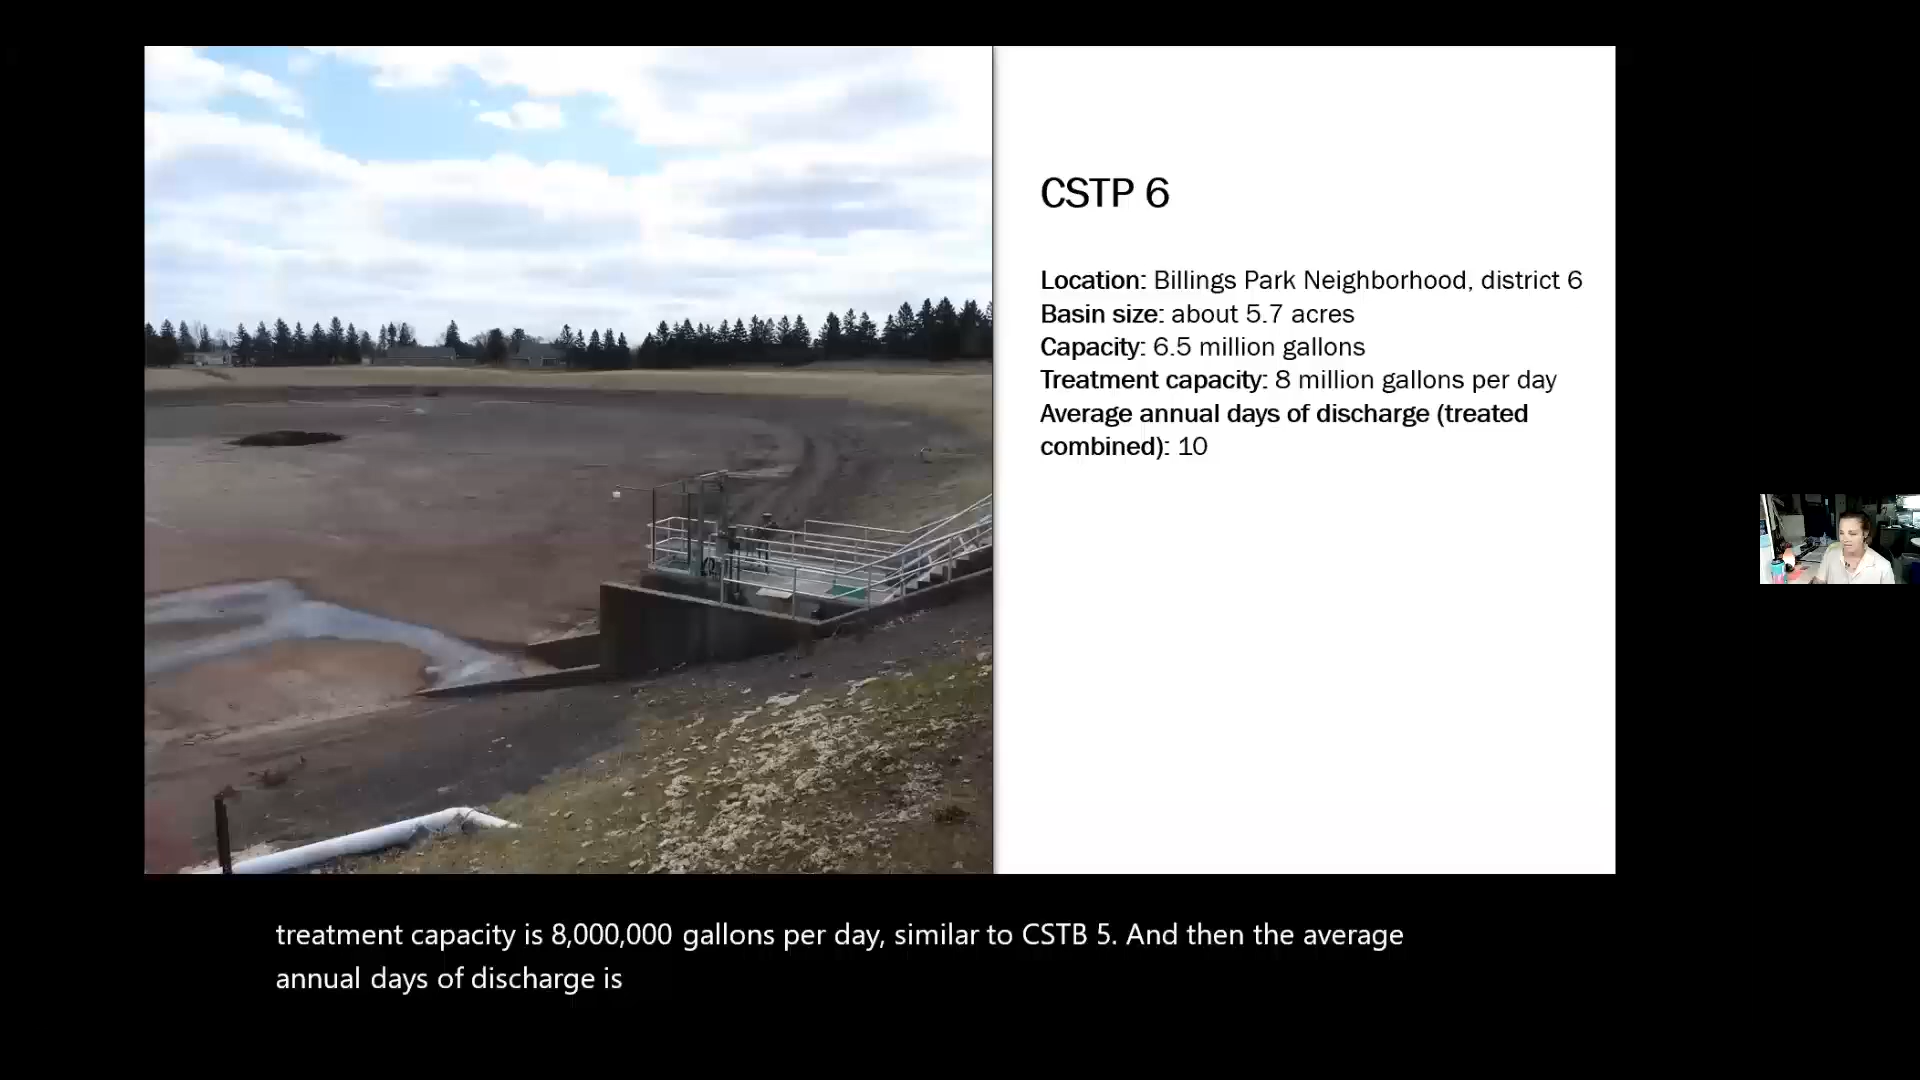 CSTP 6
Location: Billings Park Neighborhood, district 6
Basin size: about 5.7 acres
Capacity: 6.5 million gallons
Treatment capacity: 8 million gallons per day
Average annual days of discharge (treated
combined): 10
treatment capacity is 8,000,000 gallons per day, similar to CSTB 5. And then the average
annual days of discharge is